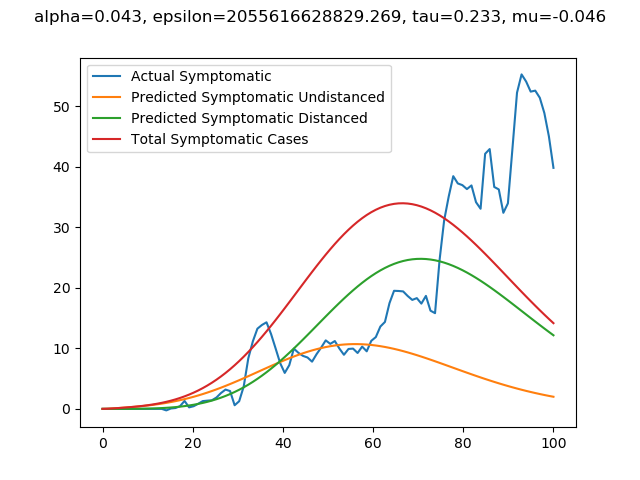 alpha=0.043, epsilon=2055616628829.269, tau=0.233, mu=-0.046
Actual Symptomatic
Predicted Symptomatic Undistanced
Predicted Symptomatic Distanced
Total Symptomatic Cases
50
40
30
20
10
0
0 20 40 60 80 100